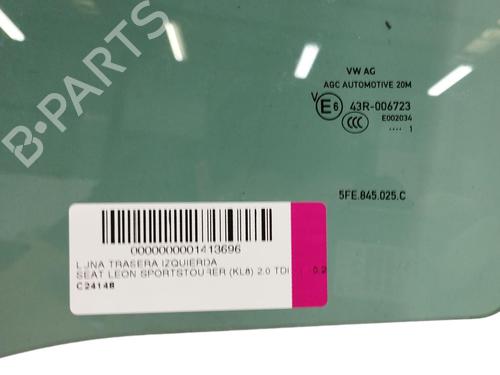 B-PARTS
VW AG
AGC AUTOMOTIVE 20M
V E6 43R-006723
CCC E002034
.... 1
5FE.845.025.C
0000000001413696
LUNA TRASERA IZQUIERDA
SEAT LEON SPORTSTOURER (KL8) 2.0 TDI
C24148